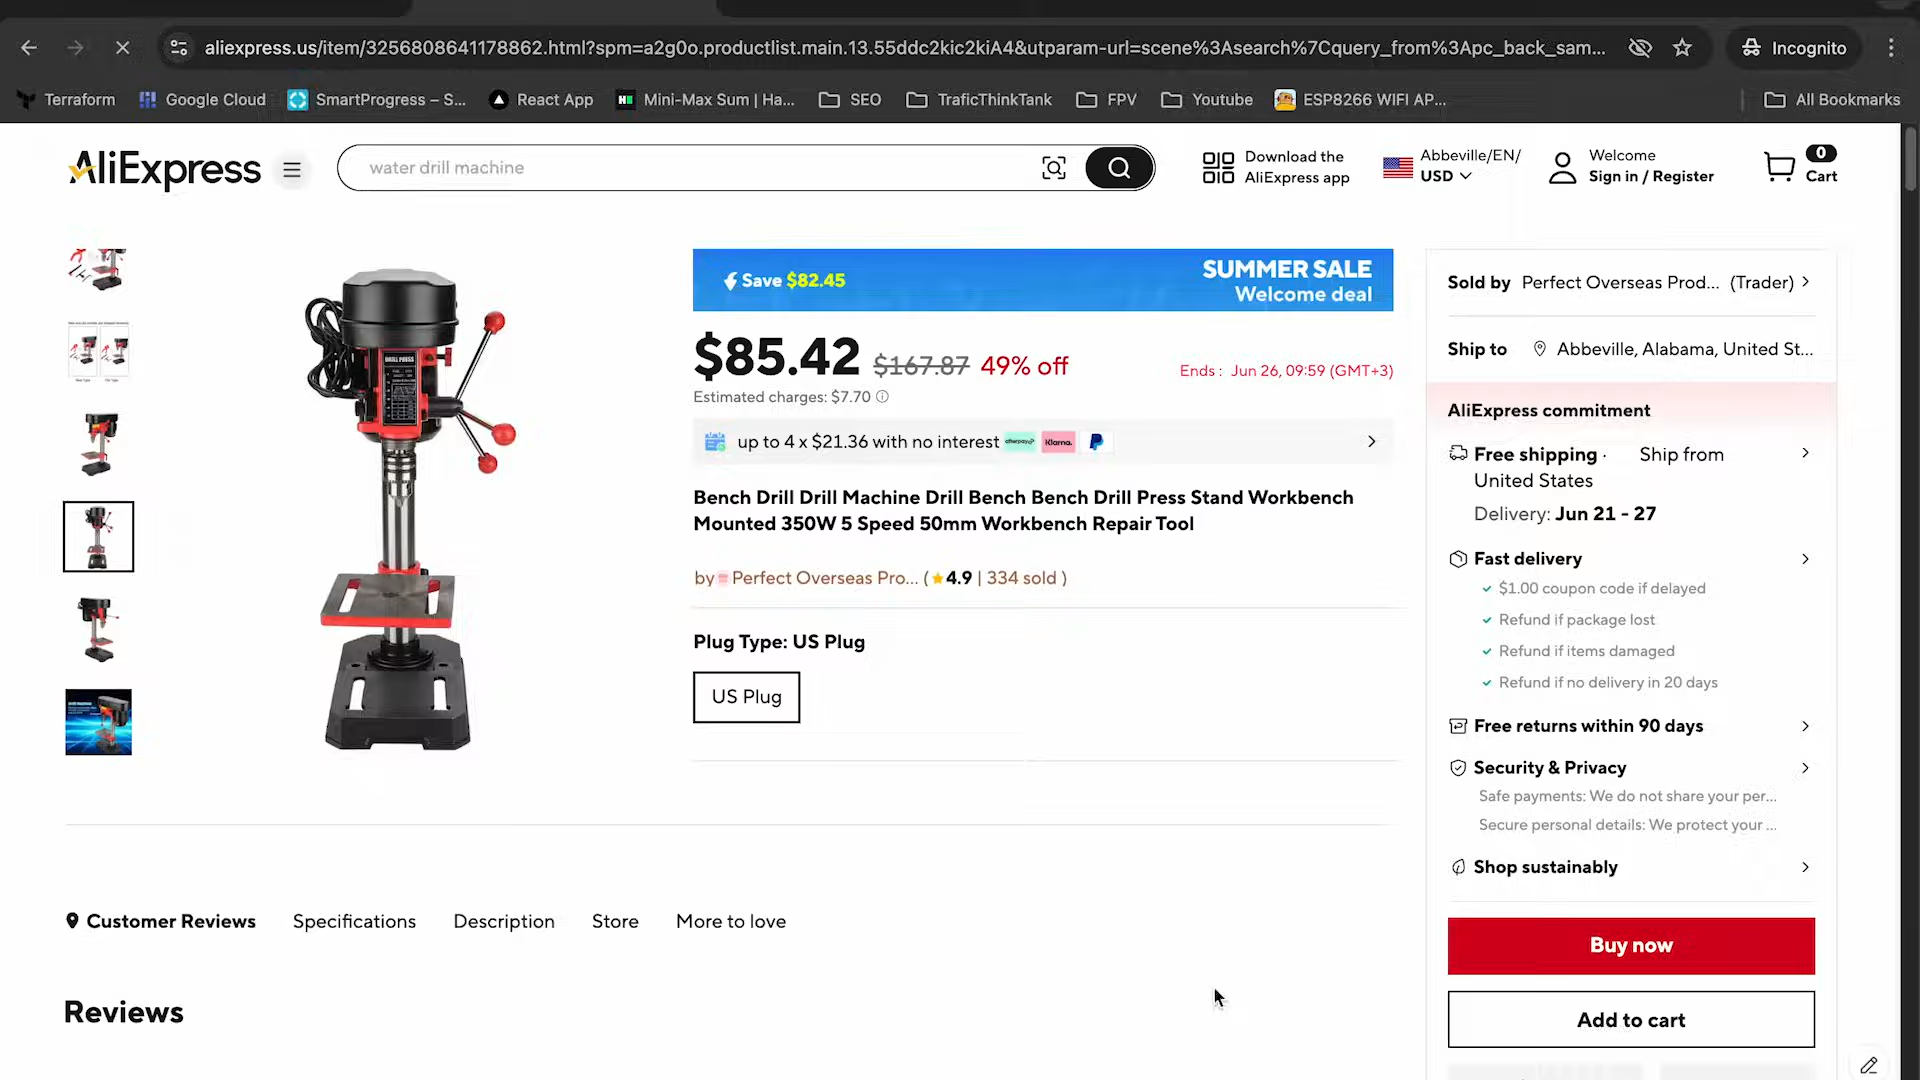 aliexpress.us/item/3256808641178862.html?spm=a2g0o.productlist.main.13.55ddc2kic2kiA4&utparam-url=scene%3Asearch%7Cquery_from%3Apc_back_sam...
Incognito
Terraform
Google Cloud
SmartProgress – S...
React App
Mini-Max Sum | Ha...
SEO
TraficThinkTank
FPV
Youtube
ESP8266 WIFI AP...
All Bookmarks
AliExpress
water drill machine
Download the
AliExpress app
Abbeville/EN/
USD
Welcome
Sign in / Register
0
Cart
Save $82.45
SUMMER SALE
Welcome deal
$85.42 $167.87 49% off
Ends : Jun 26, 09:59 (GMT+3)
Estimated charges: $7.70
up to 4 x $21.36 with no interest afterpay Klarna.
Bench Drill Drill Machine Drill Bench Bench Drill Press Stand Workbench
Mounted 350W 5 Speed 50mm Workbench Repair Tool
by Perfect Overseas Pro... ( 4.9 | 334 sold )
Plug Type: US Plug
US Plug
DRILL PRESS
Sold by Perfect Overseas Prod... (Trader)
Ship to Abbeville, Alabama, United St...
AliExpress commitment
Free shipping · Ship from
United States
Delivery: Jun 21 - 27
Fast delivery
$1.00 coupon code if delayed
Refund if package lost
Refund if items damaged
Refund if no delivery in 20 days
Free returns within 90 days
Security & Privacy
Safe payments: We do not share your per...
Secure personal details: We protect your ...
Shop sustainably
Buy now
Add to cart
Customer Reviews
Specifications
Description
Store
More to love
Reviews